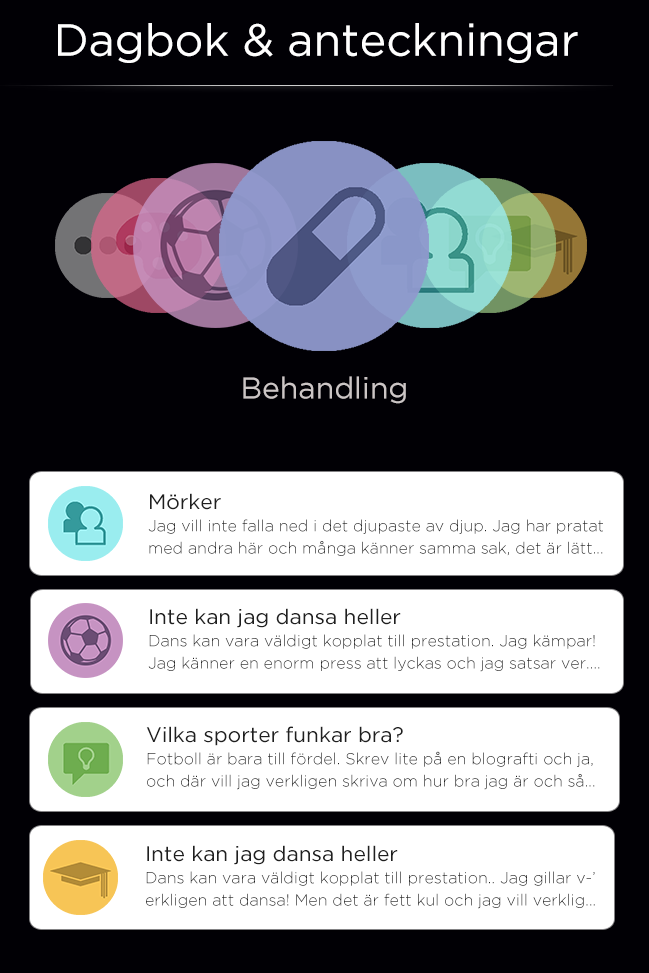 Dagbok & anteckningar
Behandling
Mörker
Jag vill inte falla ned i det djupaste av djup. Jag har pratat
med andra här och många känner samma sak, det är lätt...
Inte kan jag dansa heller
Dans kan vara väldigt kopplat till prestation. Jag kämpar!
Jag känner en enorm press att lyckas och jag satsar ver....
Vilka sporter funkar bra?
Fotboll är bara till fördel. Skrev lite på en blografti och ja,
och där vill jag verkligen skriva om hur bra jag är och så...
Inte kan jag dansa heller
Dans kan vara väldigt kopplat till prestation.. Jag gillar v-’
erkligen att dansa! Men det är fett kul och jag vill verklig...